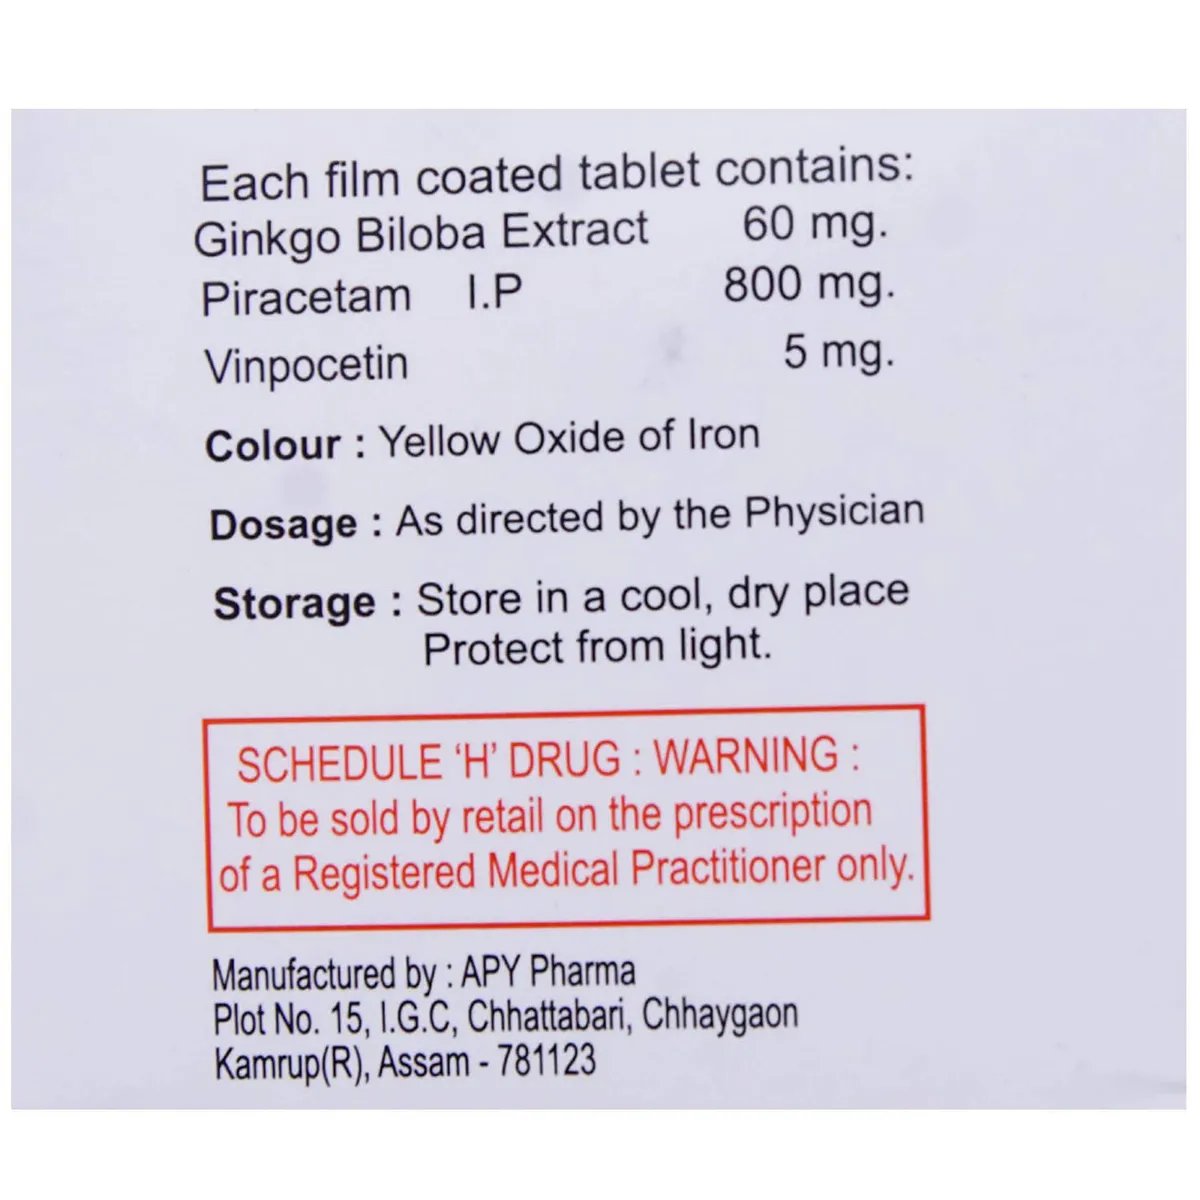 Each film coated tablet contains:
Ginkgo Biloba Extract 60 mg.
Piracetam I.P 800 mg.
Vinpocetin 5 mg.
Colour : Yellow Oxide of Iron
Dosage : As directed by the Physician
Storage : Store in a cool, dry place
Protect from light.
SCHEDULE ‘H’ DRUG : WARNING :
To be sold by retail on the prescription
of a Registered Medical Practitioner only.
Manufactured by : APY Pharma
Plot No. 15, I.G.C, Chhattabari, Chhaygaon
Kamrup(R), Assam - 781123